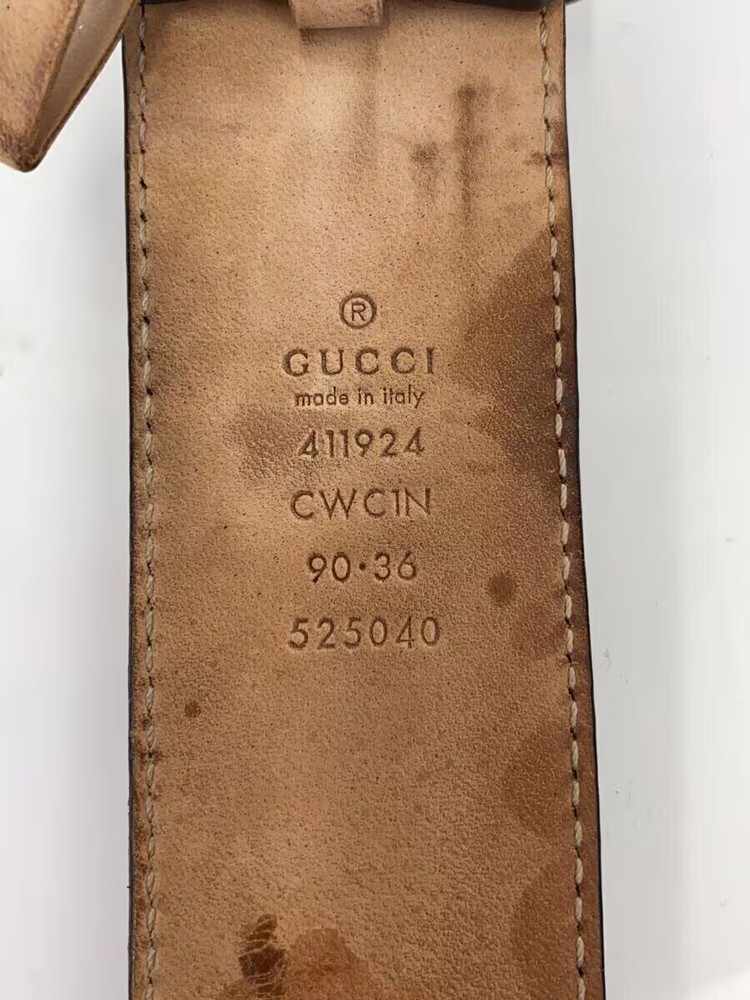 ®
GUCCI
made in italy
411924
CWC1N
90·36
525040